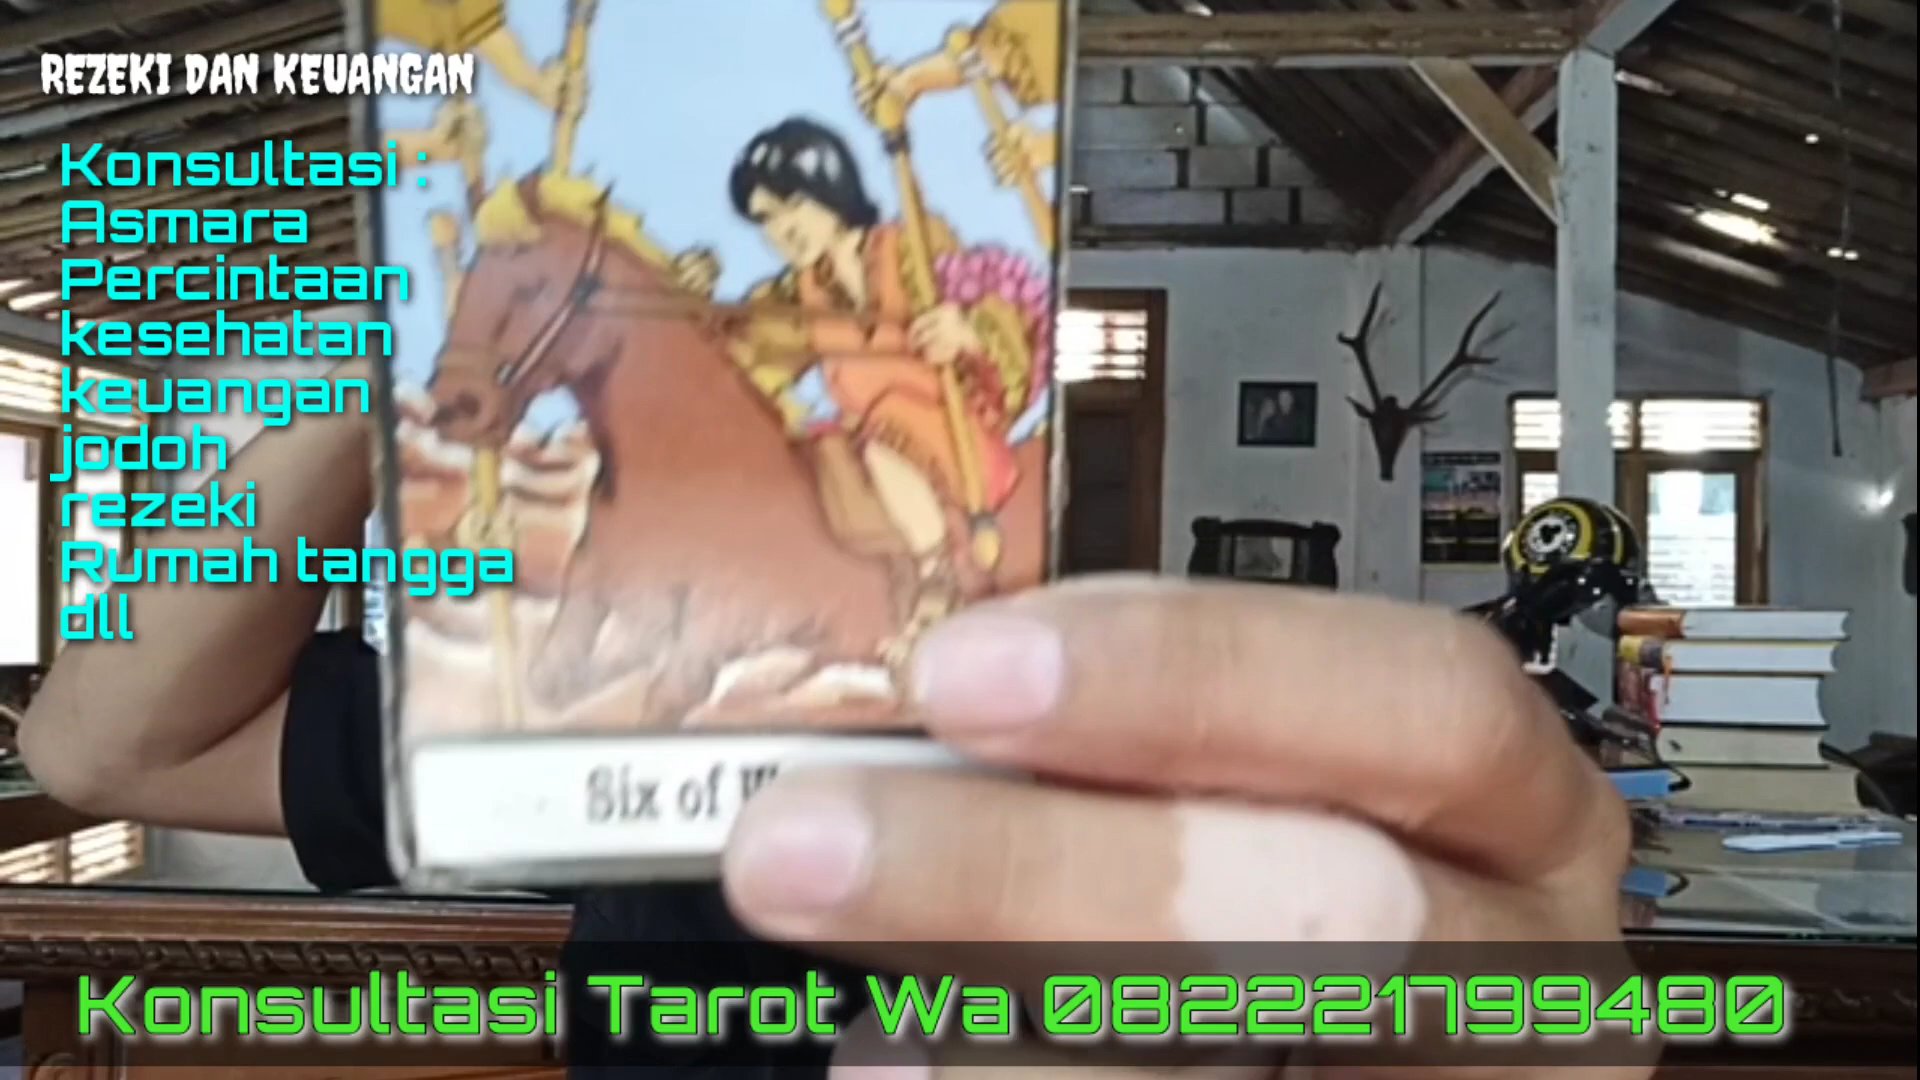 REZEKI DAN KEUANGAN
Konsultasi :
Asmara
Percintaan
kesehatan
keuangan
jodoh
rezeki
Rumah tangga
dll
Six of
Konsultasi Tarot Wa 082221799480